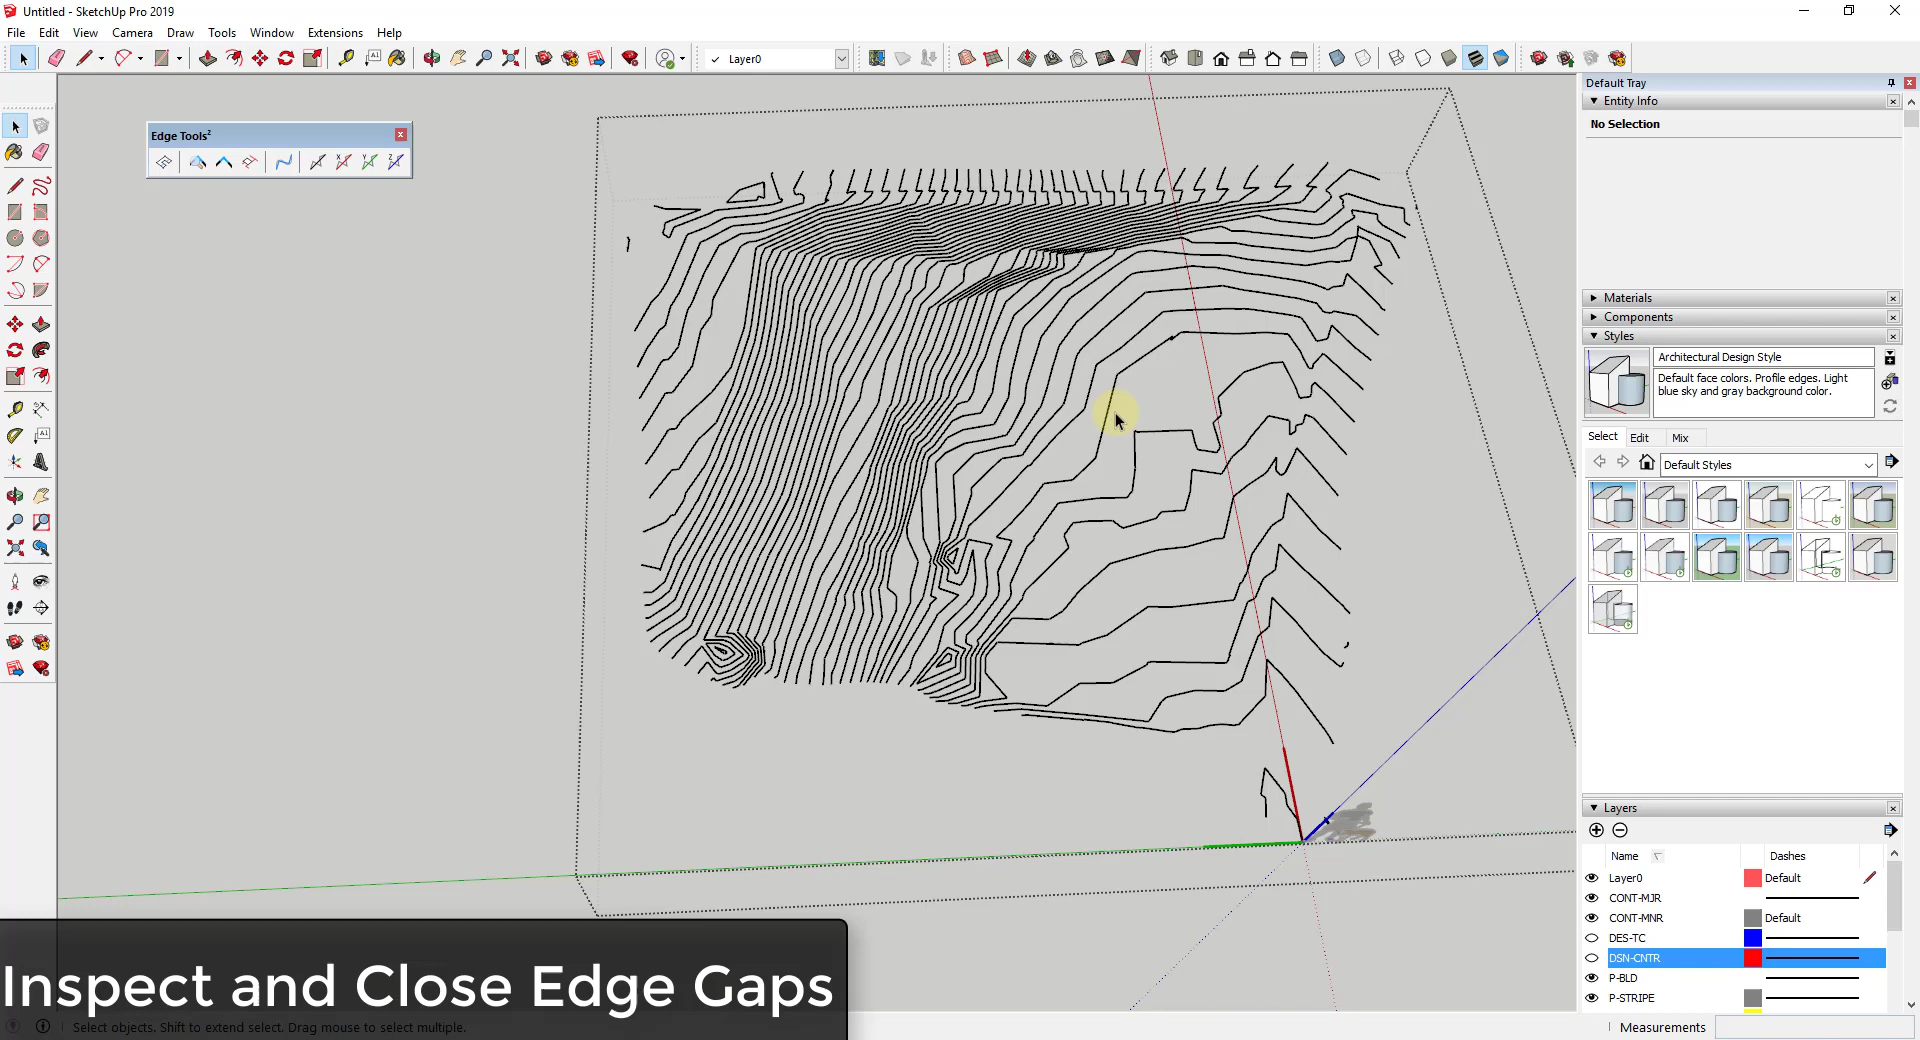 Untitled - SketchUp Pro 2019
File Edit View Camera Draw Tools Window Extensions Help
Layer0
Default Tray
Entity Info
No Selection
Edge Tools²
Materials
Components
Styles
Architectural Design Style
Default face colors. Profile edges. Light
blue sky and gray background color.
Select Edit Mix
Default Styles
Layers
Name Dashes
Layer0 Default
CONT-MJR
CONT-MNR Default
DES-TC
DSN-CNTR
P-BLD
P-STRIPE
Inspect and Close Edge Gaps
Select objects. Shift to extend select. Drag mouse to select multiple.
Measurements